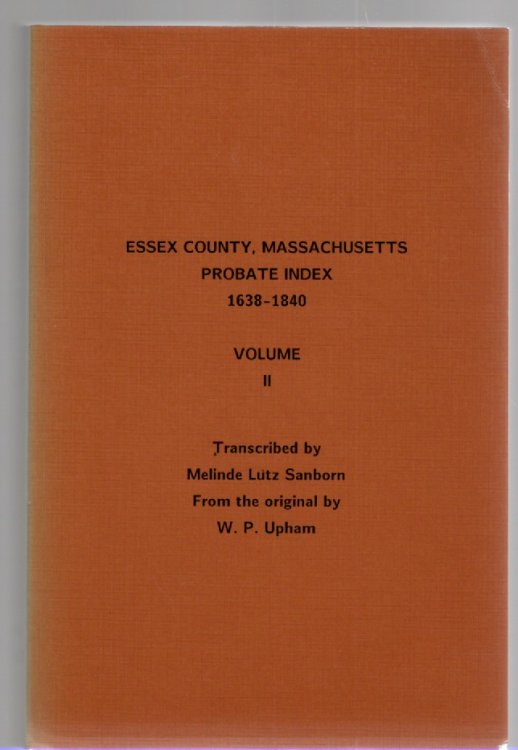 ESSEX COUNTY, MASSACHUSETTS
PROBATE INDEX
1638-1840
VOLUME
II
Transcribed by
Melinde Lutz Sanborn
From the original by
W. P. Upham